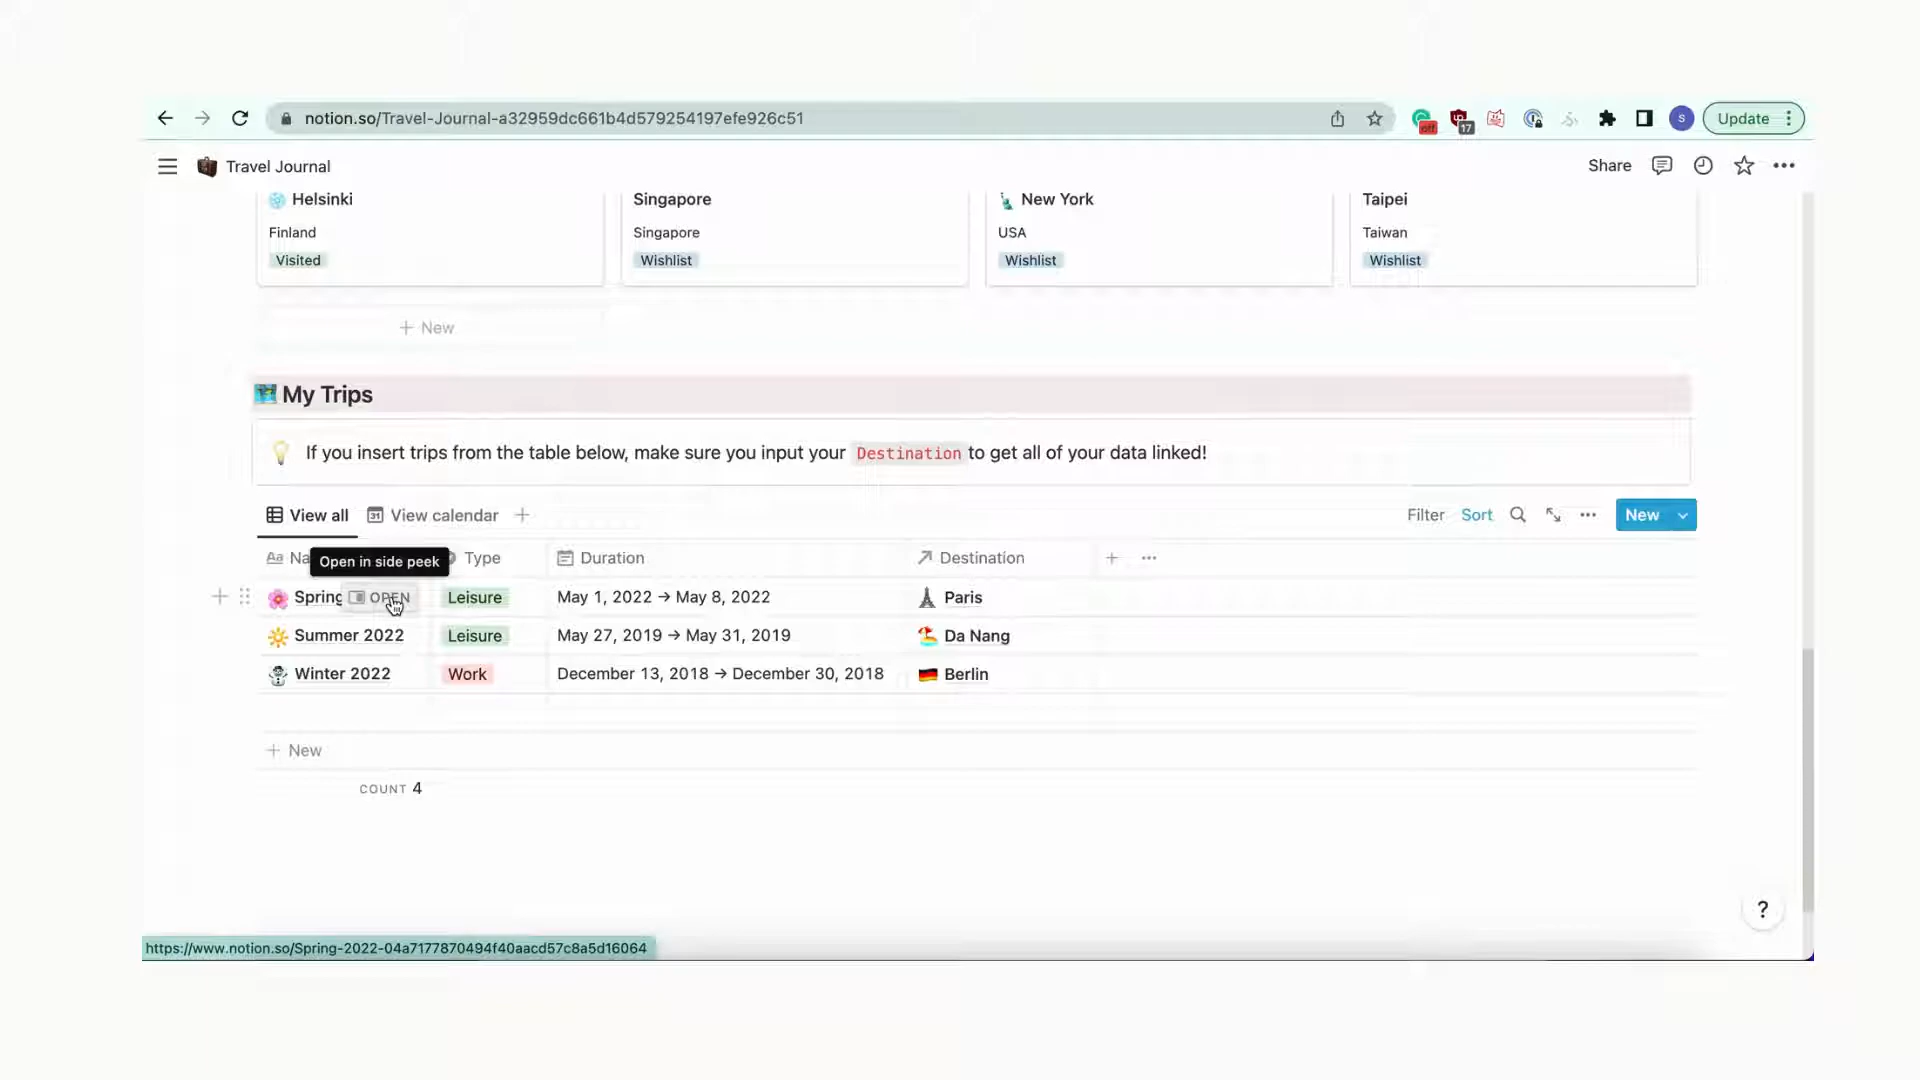 notion.so/Travel-Journal-a32959dc661b4d579254197efe926c51
off
17
S
Update
Travel Journal
Share
Helsinki
Singapore
New York
Taipei
Finland
Singapore
USA
Taiwan
Visited
Wishlist
Wishlist
Wishlist
+ New
My Trips
If you insert trips from the table below, make sure you input your Destination to get all of your data linked!
View all
31 View calendar
Filter
Sort
New
Aa Na
Open in side peek
Type
Duration
Destination
Spring
OPEN
Leisure
May 1, 2022 → May 8, 2022
Paris
Summer 2022
Leisure
May 27, 2019 → May 31, 2019
Da Nang
Winter 2022
Work
December 13, 2018 → December 30, 2018
Berlin
+ New
COUNT 4
?
https://www.notion.so/Spring-2022-04a7177870494f40aacd57c8a5d16064